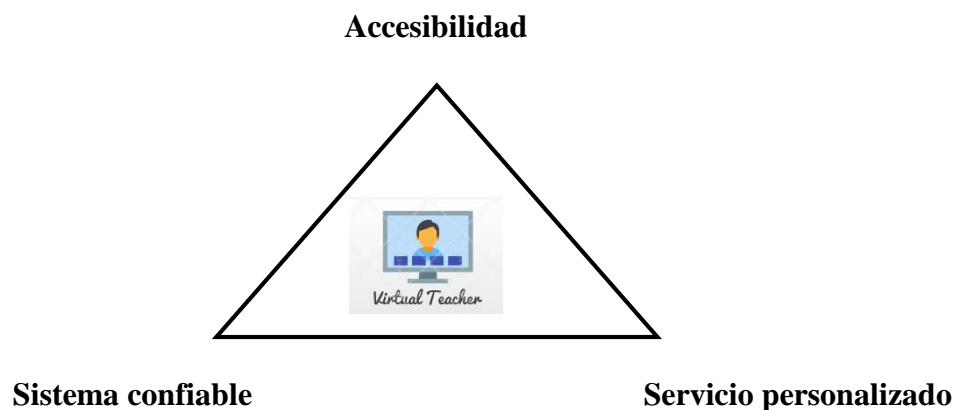 Accesibilidad
Virtual Teacher
Sistema confiable
Servicio personalizado